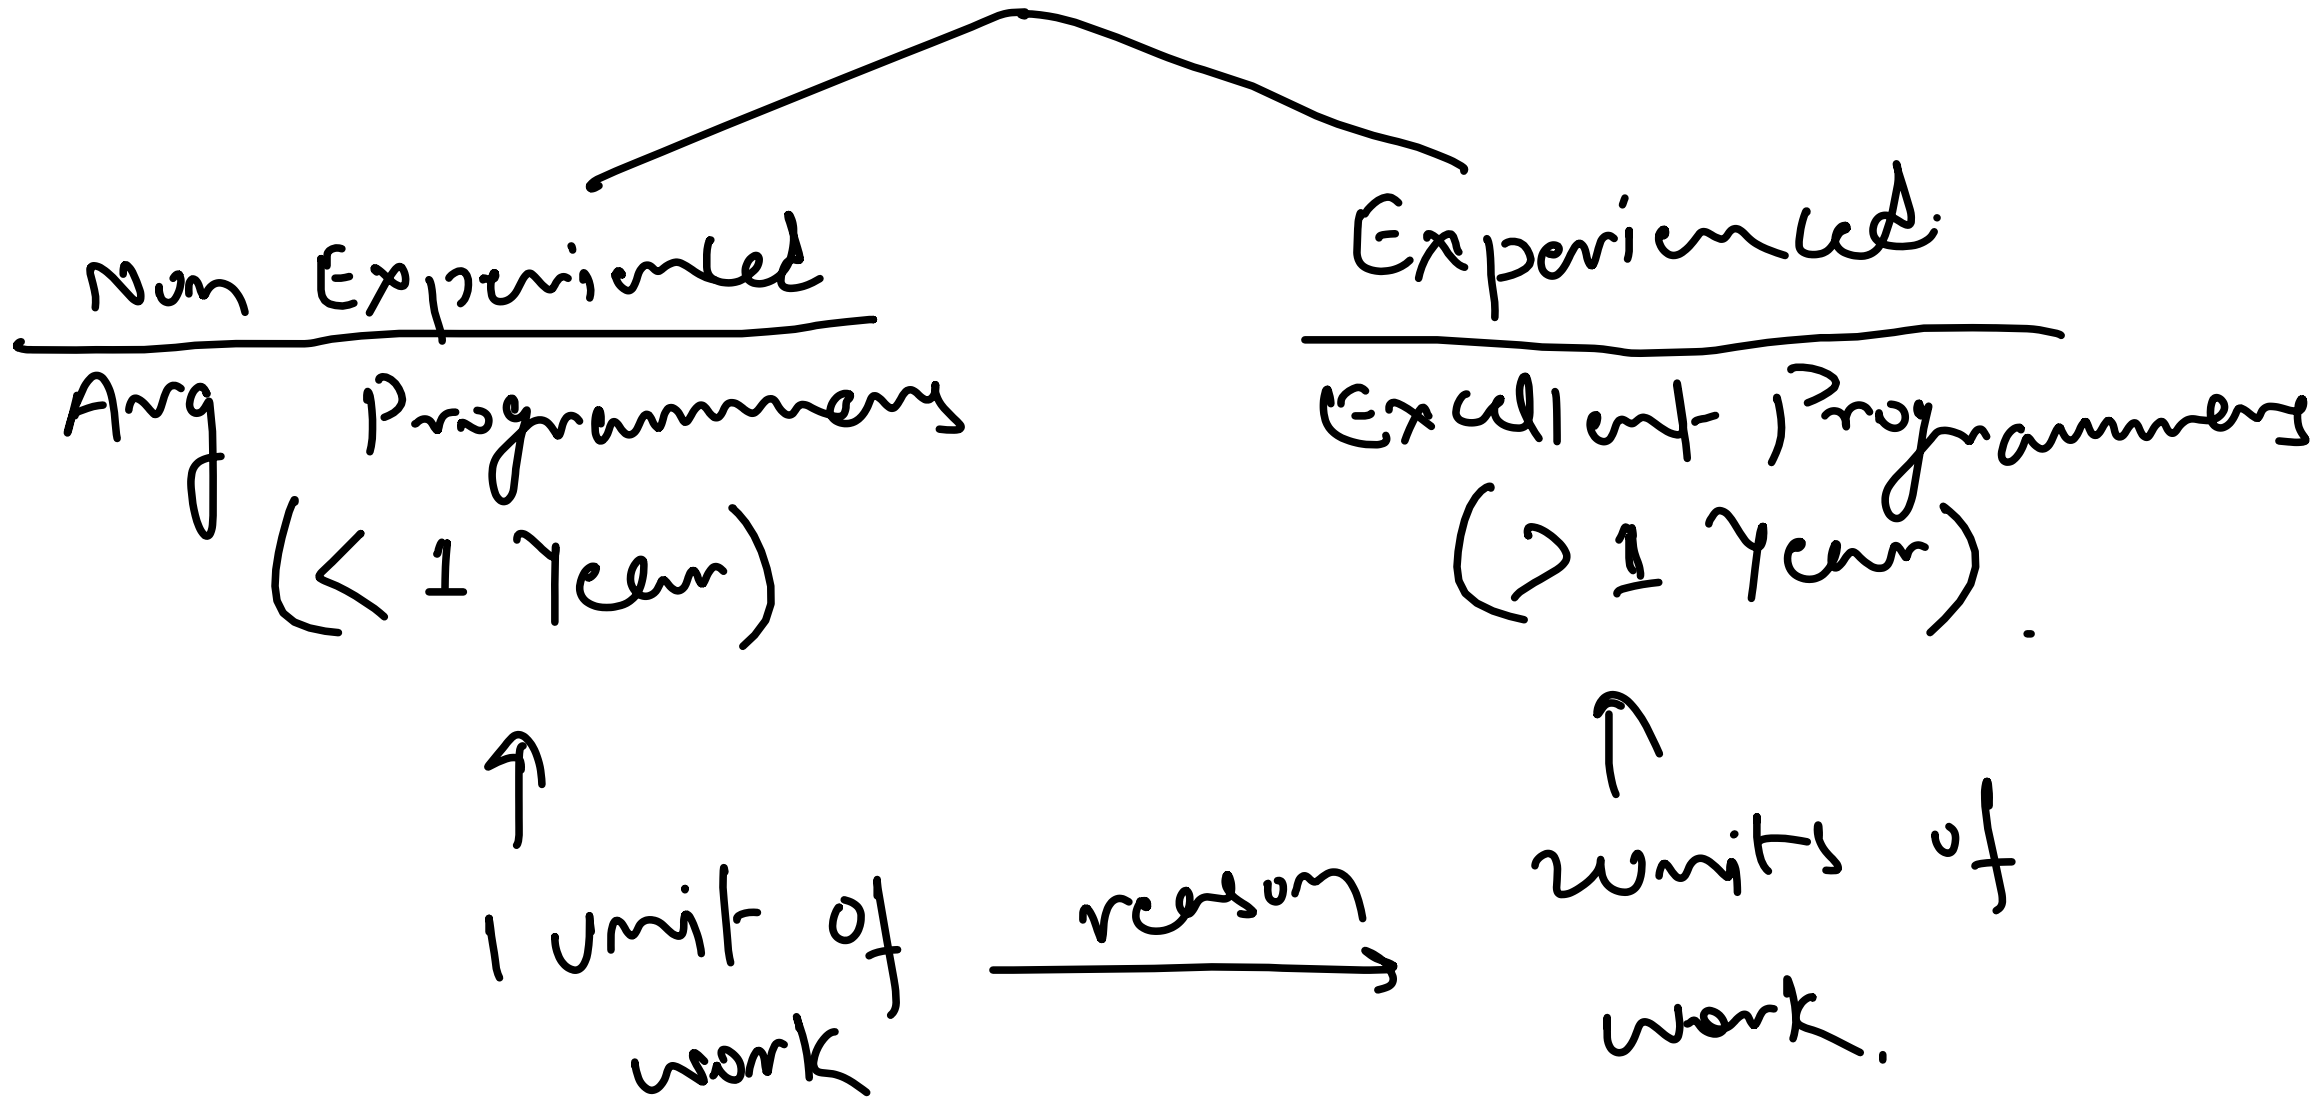 Non Experienced
Experienced.
Avg Programmers
Excellent Programmers
(< 1 Year)
(> 1 Year).
1 unit of
work
reason
2 units of
work.